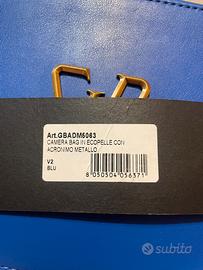 Art.GBADM5063
CAMERA BAG IN ECOPELLE CON
ACRONIMO METALLO
V2
BLU
8 050504 056371
subito